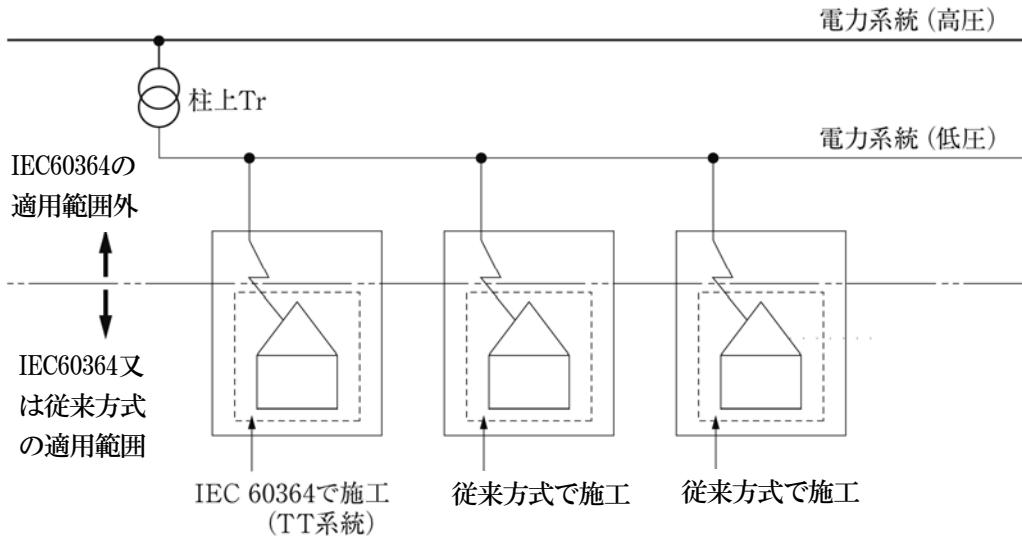 電力系統（高圧）
柱上Tr
電力系統（低圧）
IEC60364の
適用範囲外
IEC60364又
は従来方式
の適用範囲
IEC 60364で施工
（TT系統）
従来方式で施工
従来方式で施工